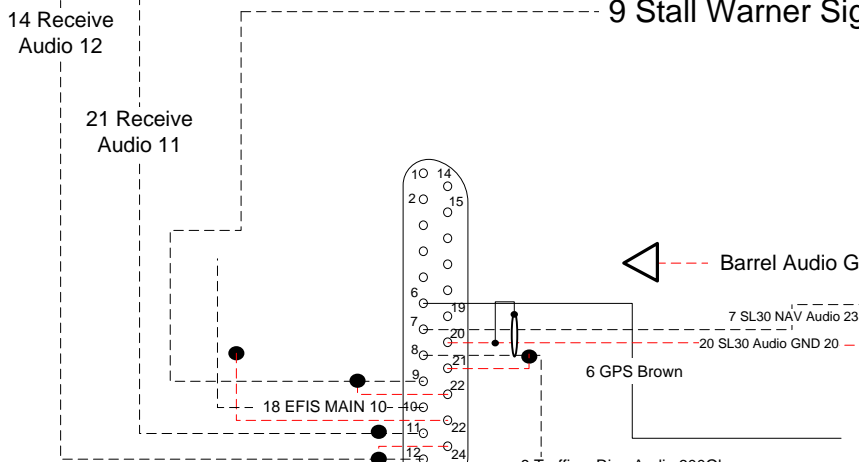 9 Stall Warner Sig
14 Receive
Audio 12
21 Receive
Audio 11
1 14
2 15
Barrel Audio G
6
19
7 7 SL30 NAV Audio 23
20
20 SL30 Audio GND 20
8
21
6 GPS Brown
9
22
18 EFIS MAIN 10
10
11 22
12 24